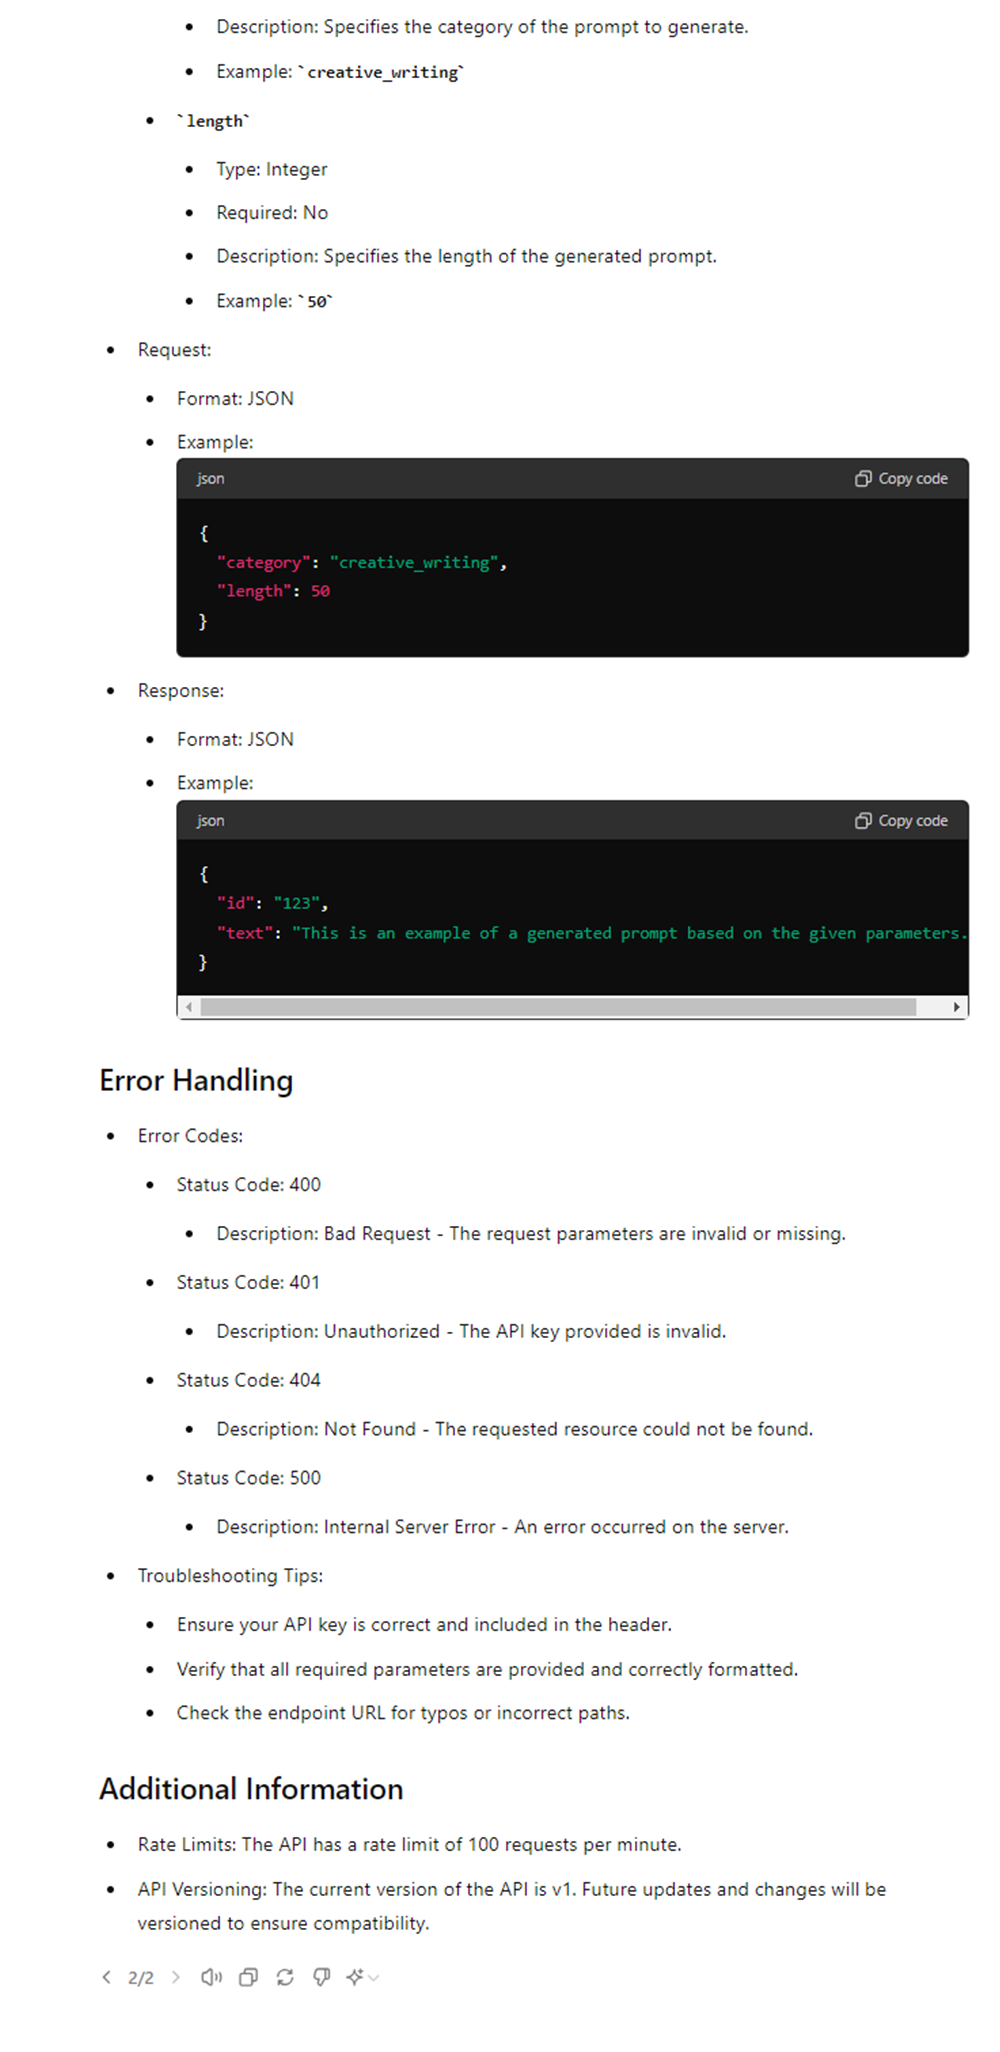 Description: Specifies the category of the prompt to generate.
Example: `creative_writing`
`length`
Type: Integer
Required: No
Description: Specifies the length of the generated prompt.
Example: `50`
Request:
Format: JSON
Example:
json Copy code
{
"category": "creative_writing",
"length": 50
}
Response:
Format: JSON
Example:
json Copy code
{
"id": "123",
"text": "This is an example of a generated prompt based on the given parameters.
}
Error Handling
Error Codes:
Status Code: 400
Description: Bad Request - The request parameters are invalid or missing.
Status Code: 401
Description: Unauthorized - The API key provided is invalid.
Status Code: 404
Description: Not Found - The requested resource could not be found.
Status Code: 500
Description: Internal Server Error - An error occurred on the server.
Troubleshooting Tips:
Ensure your API key is correct and included in the header.
Verify that all required parameters are provided and correctly formatted.
Check the endpoint URL for typos or incorrect paths.
Additional Information
Rate Limits: The API has a rate limit of 100 requests per minute.
API Versioning: The current version of the API is v1. Future updates and changes will be
versioned to ensure compatibility.
2/2